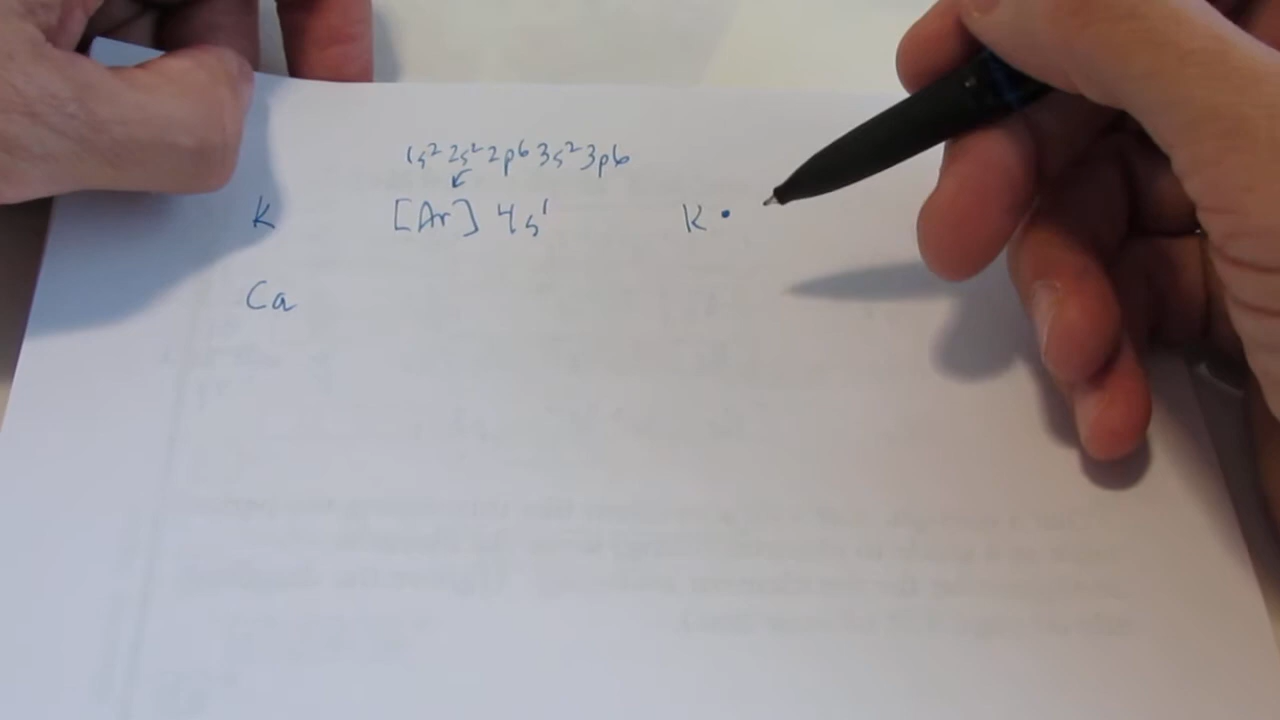 1s² 2s² 2p⁶ 3s² 3p⁶
K [Ar] 4s¹ K •
Ca